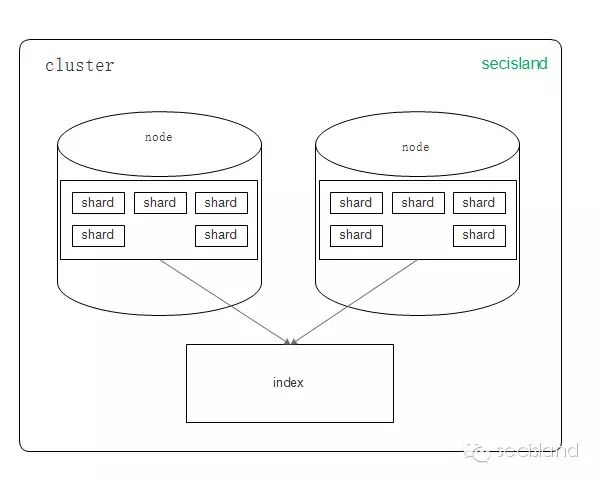 cluster
secisland
node
node
shard shard shard
shard shard
shard shard shard
shard shard
index
secisland